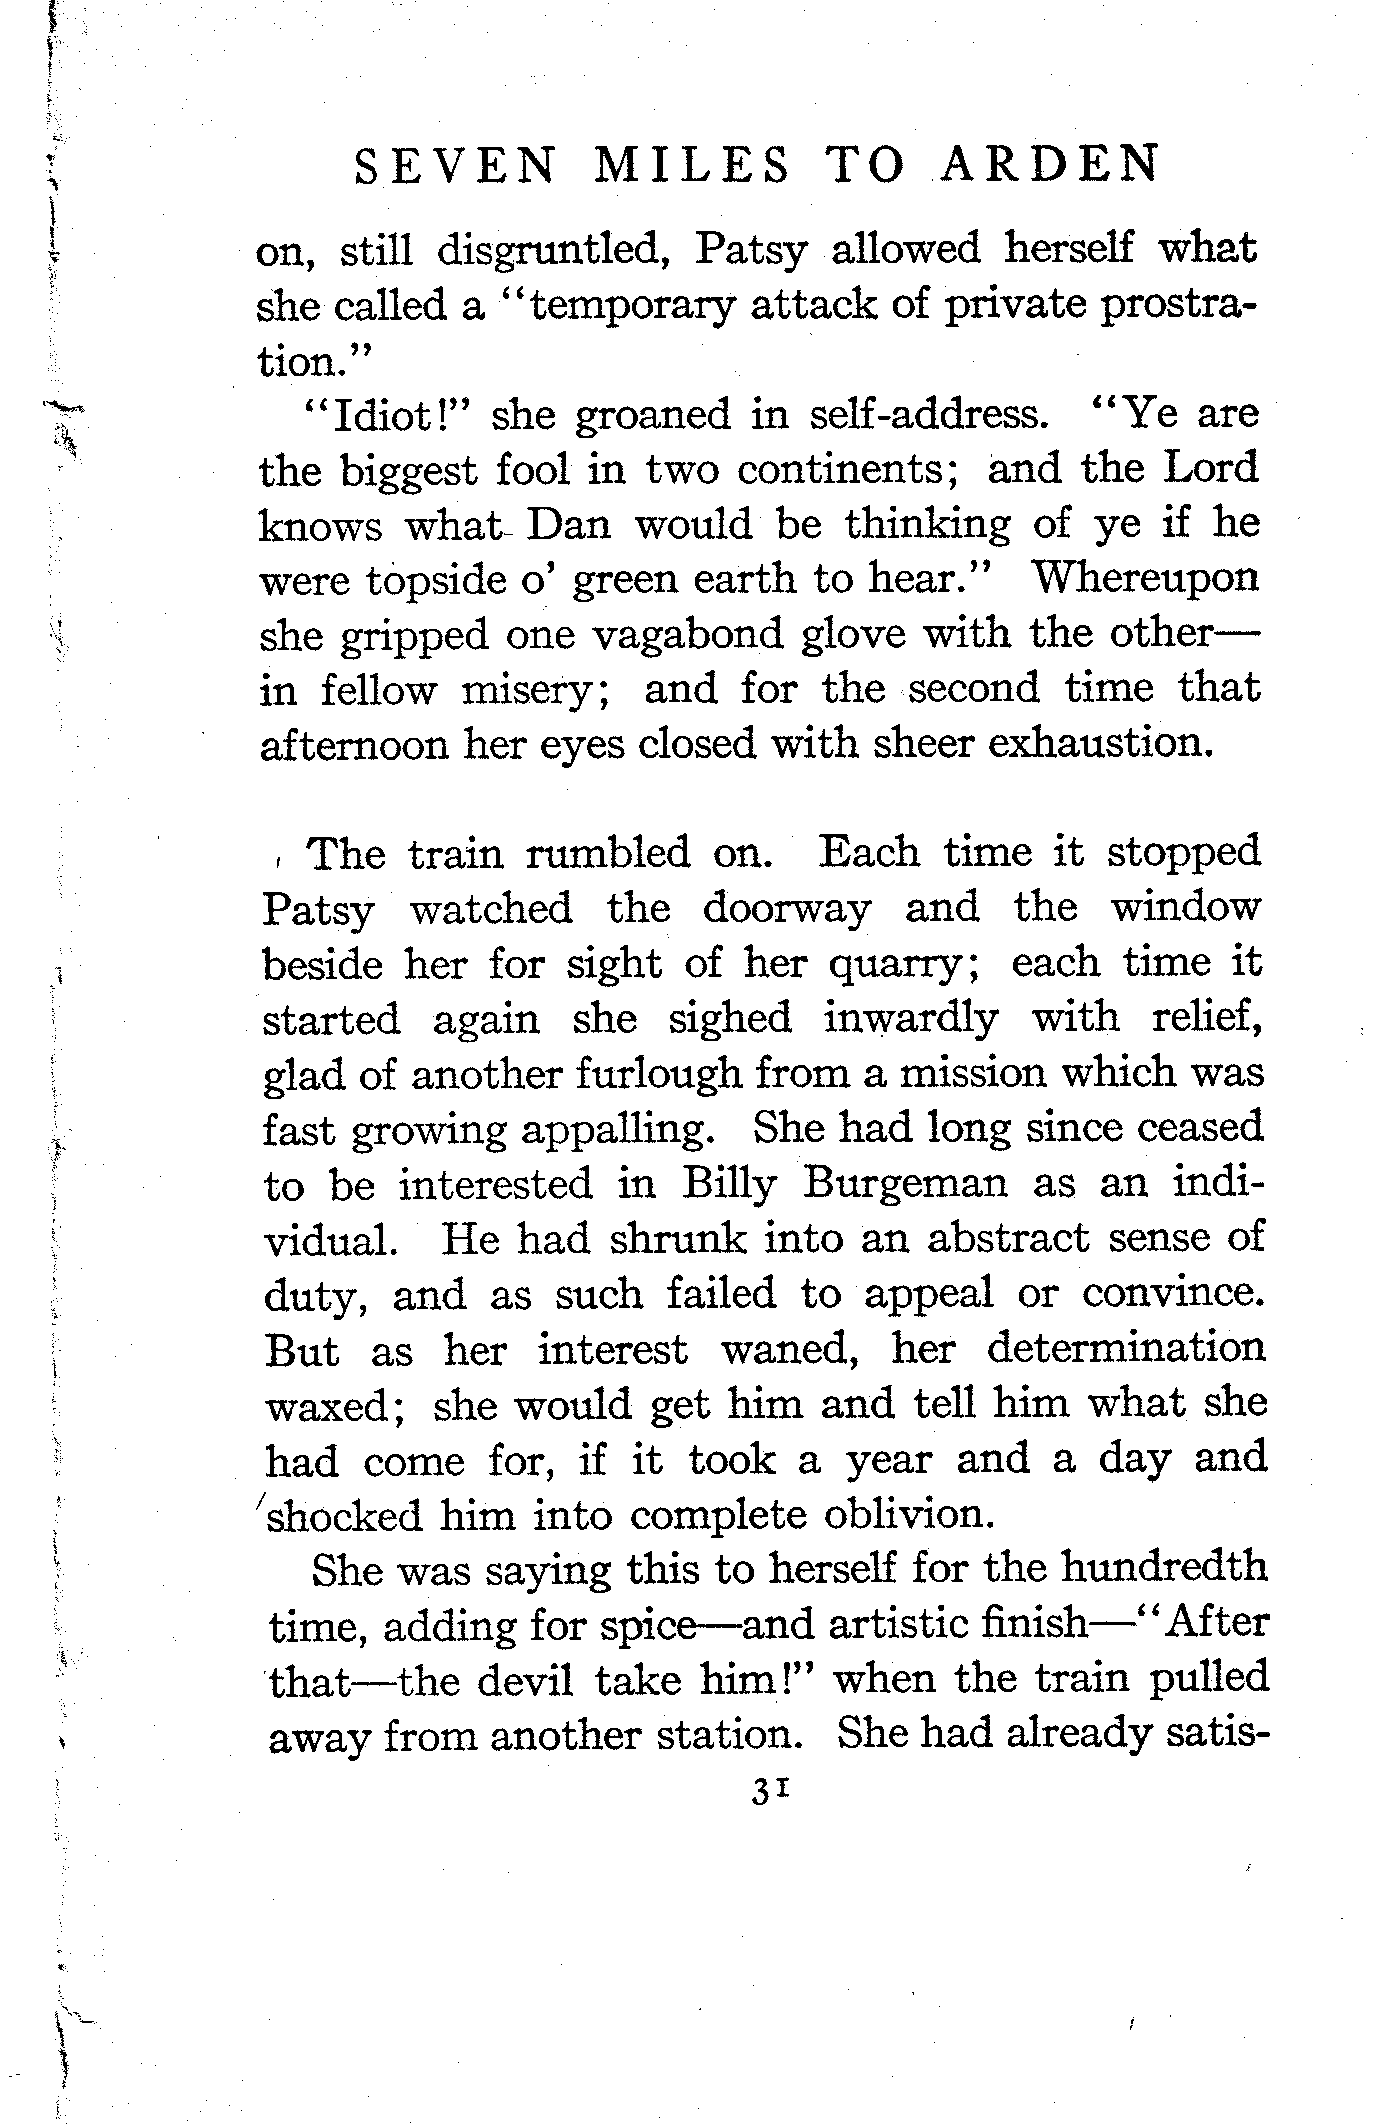 SEVEN MILES TO ARDEN
on, still disgruntled, Patsy allowed herself what
she called a “temporary attack of private prostra-
tion.”
“Idiot!” she groaned in self-address. “Ye are
the biggest fool in two continents; and the Lord
knows what Dan would be thinking of ye if he
were topside o’ green earth to hear.” Whereupon
she gripped one vagabond glove with the other—
in fellow misery; and for the second time that
afternoon her eyes closed with sheer exhaustion.
The train rumbled on. Each time it stopped
Patsy watched the doorway and the window
beside her for sight of her quarry; each time it
started again she sighed inwardly with relief,
glad of another furlough from a mission which was
fast growing appalling. She had long since ceased
to be interested in Billy Burgeman as an indi-
vidual. He had shrunk into an abstract sense of
duty, and as such failed to appeal or convince.
But as her interest waned, her determination
waxed; she would get him and tell him what she
had come for, if it took a year and a day and
shocked him into complete oblivion.
She was saying this to herself for the hundredth
time, adding for spice—and artistic finish—“After
that—the devil take him!” when the train pulled
away from another station. She had already satis-
31